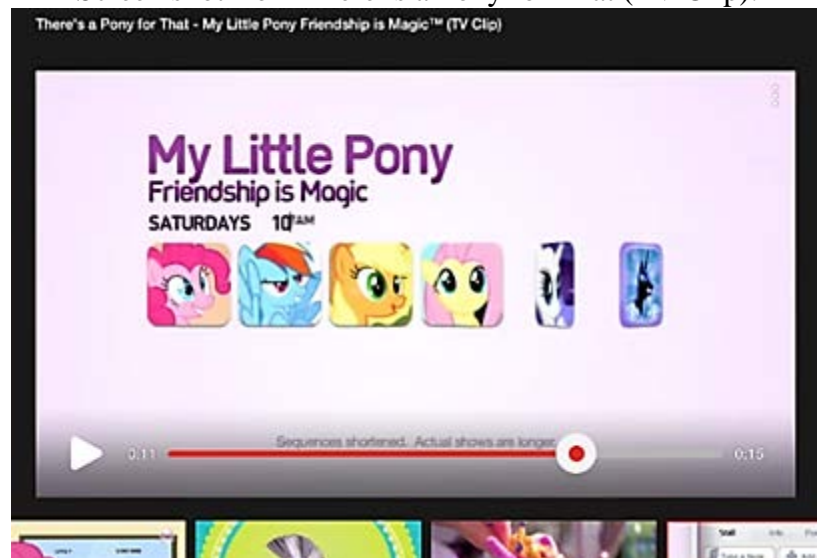 There's a Pony for That - My Little Pony Friendship is Magic™ (TV Clip)
My Little Pony
Friendship is Magic
SATURDAYS 10
Sequences shortened. Actual shows are longer.
0:11 0:15